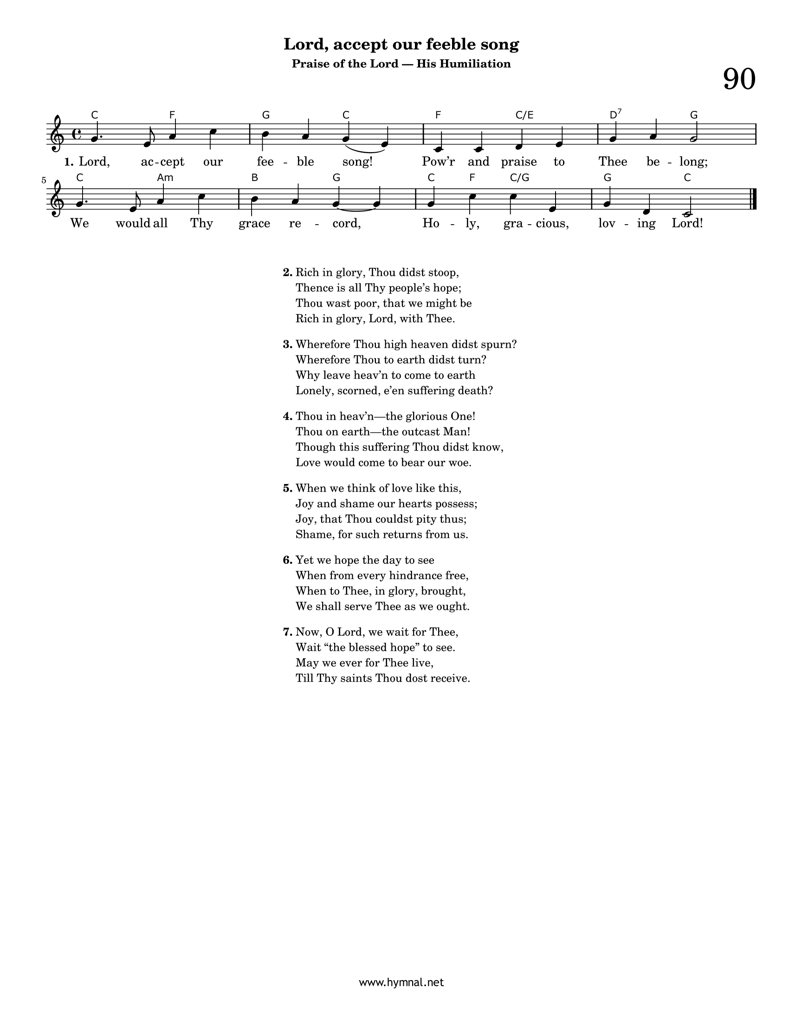 Lord, accept our feeble song
Praise of the Lord — His Humiliation
90
C F G C F C/E D7 G
1. Lord, ac-cept our fee - ble song! Pow'r and praise to Thee be - long;
5
C Am B G C F C/G G C
We would all Thy grace re - cord, Ho - ly, gra - cious, lov - ing Lord!
2. Rich in glory, Thou didst stoop,
Thence is all Thy people's hope;
Thou wast poor, that we might be
Rich in glory, Lord, with Thee.
3. Wherefore Thou high heaven didst spurn?
Wherefore Thou to earth didst turn?
Why leave heav'n to come to earth
Lonely, scorned, e'en suffering death?
4. Thou in heav'n—the glorious One!
Thou on earth—the outcast Man!
Though this suffering Thou didst know,
Love would come to bear our woe.
5. When we think of love like this,
Joy and shame our hearts possess;
Joy, that Thou couldst pity thus;
Shame, for such returns from us.
6. Yet we hope the day to see
When from every hindrance free,
When to Thee, in glory, brought,
We shall serve Thee as we ought.
7. Now, O Lord, we wait for Thee,
Wait “the blessed hope” to see.
May we ever for Thee live,
Till Thy saints Thou dost receive.
www.hymnal.net